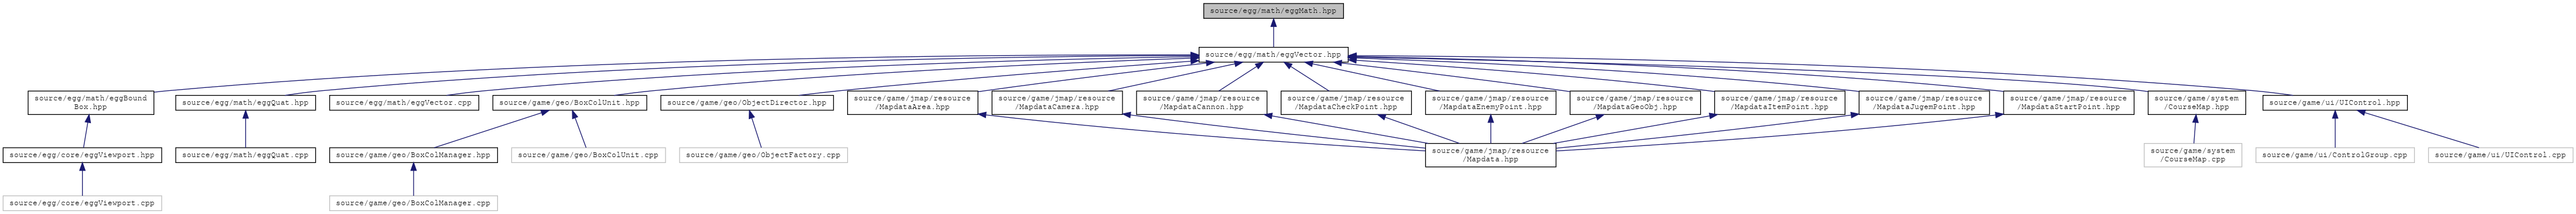 source/egg/math/eggMath.hpp
source/egg/math/eggVector.hpp
source/egg/math/eggBound
Box.hpp
source/egg/math/eggQuat.hpp
source/egg/math/eggVector.cpp
source/game/geo/BoxColUnit.hpp
source/game/geo/ObjectDirector.hpp
source/game/jmap/resource
/MapdataArea.hpp
source/game/jmap/resource
/MapdataCamera.hpp
source/game/jmap/resource
/MapdataCannon.hpp
source/game/jmap/resource
/MapdataCheckPoint.hpp
source/game/jmap/resource
/MapdataEnemyPoint.hpp
source/game/jmap/resource
/MapdataGeoObj.hpp
source/game/jmap/resource
/MapdataItemPoint.hpp
source/game/jmap/resource
/MapdataJugemPoint.hpp
source/game/jmap/resource
/MapdataStartPoint.hpp
source/game/system
/CourseMap.hpp
source/game/ui/UIControl.hpp
source/egg/core/eggViewport.hpp
source/egg/math/eggQuat.cpp
source/game/geo/BoxColManager.hpp
source/game/geo/BoxColUnit.cpp
source/game/geo/ObjectFactory.cpp
source/game/jmap/resource
/Mapdata.hpp
source/game/system
/CourseMap.cpp
source/game/ui/ControlGroup.cpp
source/game/ui/UIControl.cpp
source/egg/core/eggViewport.cpp
source/game/geo/BoxColManager.cpp